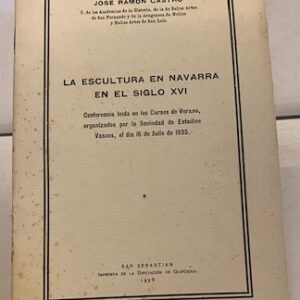 JOSE RAMON CASTRO
C. de las Academias de la Historia, de la de Bellas Artes
de San Fernando y de la Aragonesa de Nobles
y Bellas Artes de San Luis.
LA ESCULTURA EN NAVARRA
EN EL SIGLO XVI
Conferencia leída en los Cursos de Verano,
organizados por la Sociedad de Estudios
Vascos, el día 16 de Julio de 1935.
SAN SEBASTIAN
IMPRENTA DE LA DIPUTACIÓN DE GUIPÚZCOA